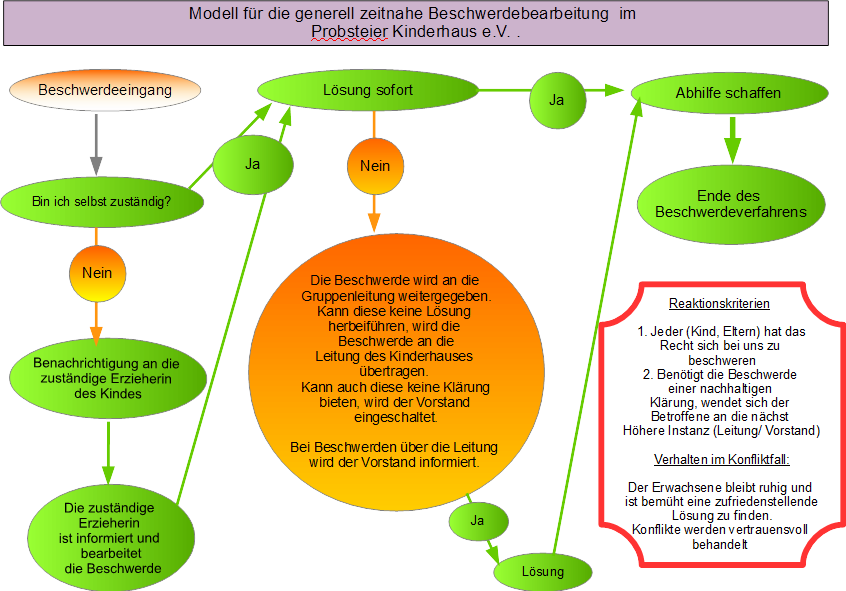 Modell für die generell zeitnahe Beschwerdebearbeitung im
Probsteier Kinderhaus e.V. .
Beschwerdeeingang
Lösung sofort
Ja
Abhilfe schaffen
Ja
Nein
Bin ich selbst zuständig?
Ende des
Beschwerdeverfahrens
Nein
Die Beschwerde wird an die
Gruppenleitung weitergegeben.
Kann diese keine Lösung
herbeiführen, wird die
Beschwerde an die
Leitung des Kinderhauses
übertragen.
Kann auch diese keine Klärung
bieten, wird der Vorstand
eingeschaltet.
Bei Beschwerden über die Leitung
wird der Vorstand informiert.
Benachrichtigung an die
zuständige Erzieherin
des Kindes
Die zuständige
Erzieherin
ist informiert und
bearbeitet
die Beschwerde
Ja
Lösung
Reaktionskriterien
1. Jeder (Kind, Eltern) hat das
Recht sich bei uns zu
beschweren
2. Benötigt die Beschwerde
einer nachhaltigen
Klärung, wendet sich der
Betroffene an die nächst
Höhere Instanz (Leitung/ Vorstand)
Verhalten im Konfliktfall:
Der Erwachsene bleibt ruhig und
ist bemüht eine zufriedenstellende
Lösung zu finden.
Konflikte werden vertrauensvoll
behandelt